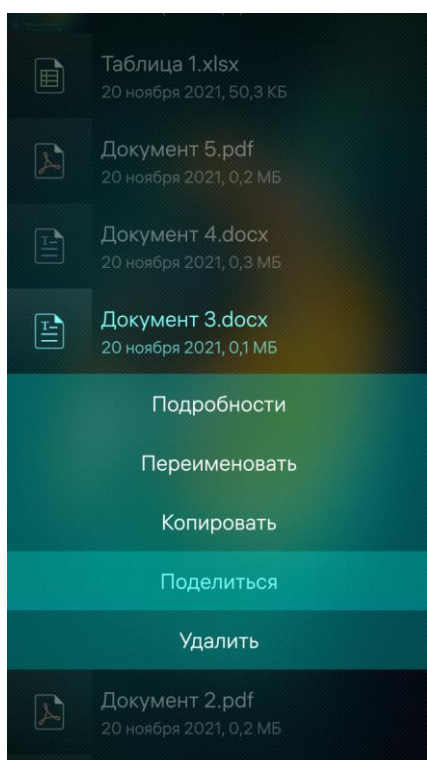 Таблица 1.xlsx
20 ноября 2021, 50,3 КБ
Документ 5.pdf
20 ноября 2021, 0,2 МБ
Документ 4.docx
20 ноября 2021, 0,3 МБ
Документ 3.docx
20 ноября 2021, 0,1 МБ
Подробности
Переименовать
Копировать
Поделиться
Удалить
Документ 2.pdf
20 ноября 2021, 0,2 МБ